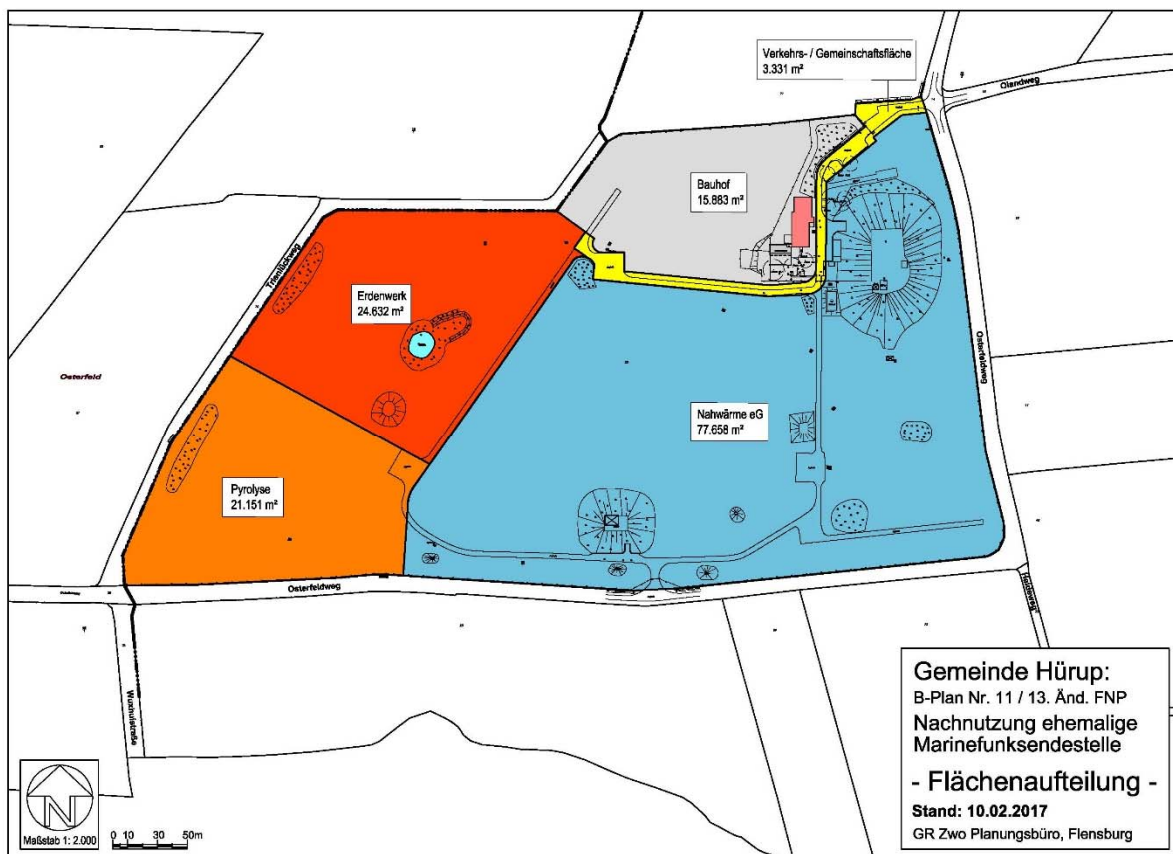 Verkehrs- / Gemeinschaftsfläche
3.331 m²
Olandweg
Bauhof
15.883 m²
Erdenwerk
24.632 m²
Osterfeld
Nahwärme eG
77.658 m²
Osterfeldweg
Pyrolyse
21.151 m²
Osterfeldweg
Heideweg
Gemeinde Hürup:
B-Plan Nr. 11 / 13. Änd. FNP
Nachnutzung ehemalige
Marinefunksendestelle
- Flächenaufteilung -
Stand: 10.02.2017
GR Zwo Planungsbüro, Flensburg
N
Maßstab 1: 2.000
0 10 30 50m